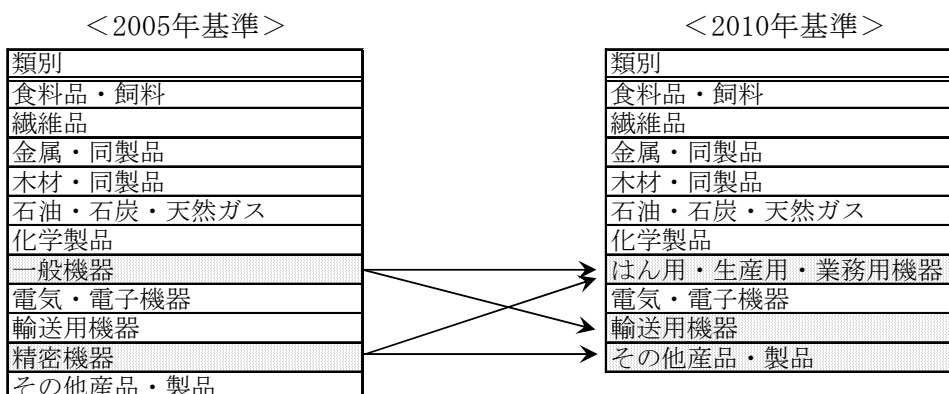 <2005年基準>
類別
食料品・飼料
繊維品
金属・同製品
木材・同製品
石油・石炭・天然ガス
化学製品
一般機器
電気・電子機器
輸送用機器
精密機器
その他産品・製品
<2010年基準>
類別
食料品・飼料
繊維品
金属・同製品
木材・同製品
石油・石炭・天然ガス
化学製品
はん用・生産用・業務用機器
電気・電子機器
輸送用機器
その他産品・製品